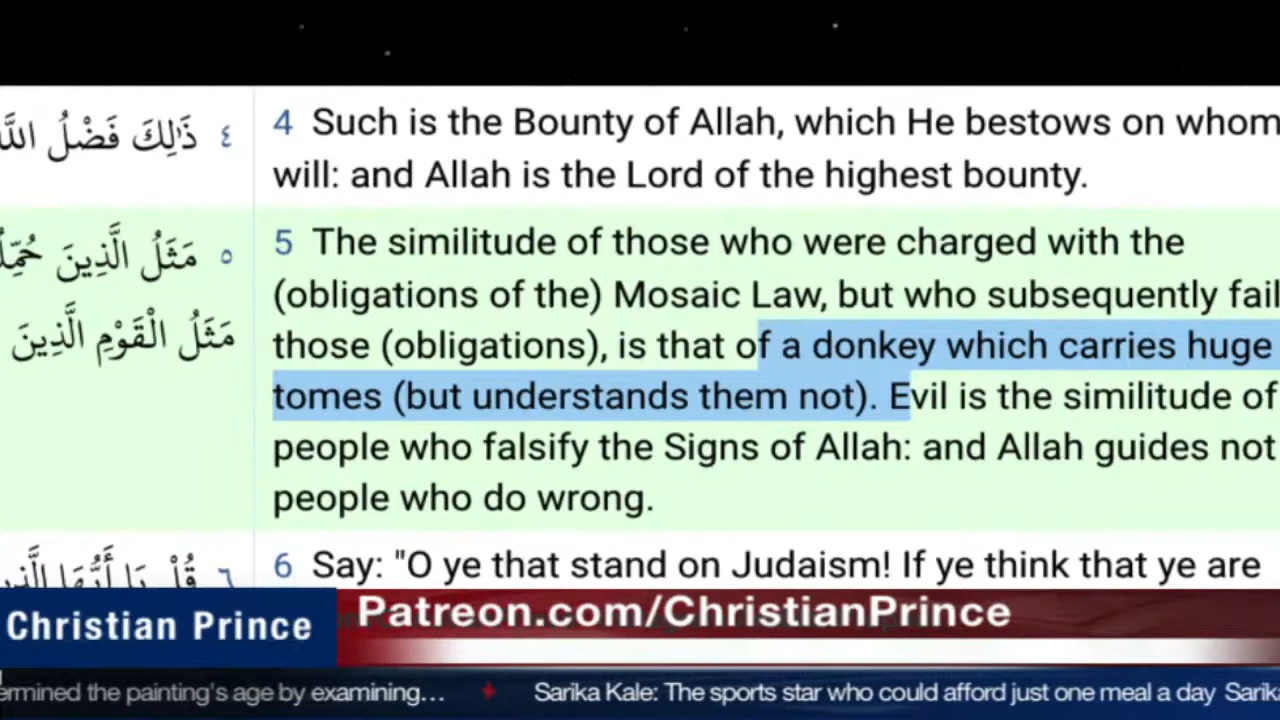 ٤ ذَٰلِكَ فَضْلُ
4 Such is the Bounty of Allah, which He bestows on whom
will: and Allah is the Lord of the highest bounty.
٥ مَثَلُ الَّذِينَ
5 The similitude of those who were charged with the
(obligations of the) Mosaic Law, but who subsequently fail
مَثَلُ الْقَوْمِ الَّذِينَ
those (obligations), is that of a donkey which carries huge
tomes (but understands them not). Evil is the similitude of
people who falsify the Signs of Allah: and Allah guides not
people who do wrong.
٦
6 Say: "O ye that stand on Judaism! If ye think that ye are
Christian Prince
Patreon.com/ChristianPrince
ermined the painting's age by examining...
Sarika Kale: The sports star who could afford just one meal a day Sarik